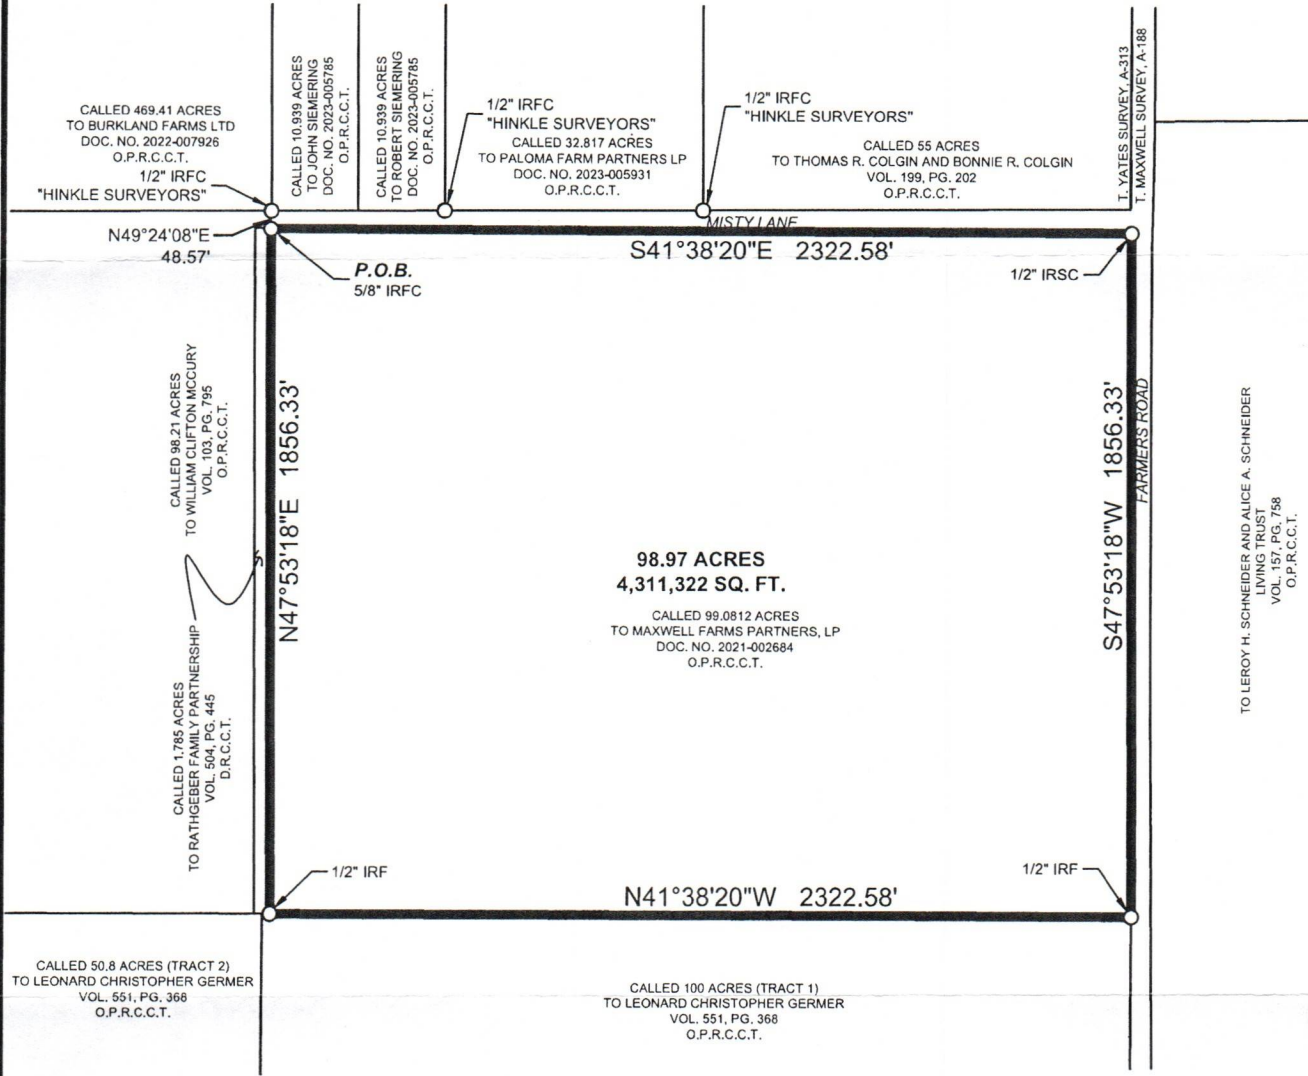 CALLED 469.41 ACRES
TO BURKLAND FARMS LTD
DOC. NO. 2022-007926
O.P.R.C.C.T.
1/2" IRFC
"HINKLE SURVEYORS"
CALLED 10.939 ACRES
TO JOHN SIEMERING
DOC. NO. 2023-005785
O.P.R.C.C.T.
CALLED 10.939 ACRES
TO ROBERT SIEMERING
DOC. NO. 2023-005785
O.P.R.C.C.T.
1/2" IRFC
"HINKLE SURVEYORS"
CALLED 32.817 ACRES
TO PALOMA FARM PARTNERS LP
DOC. NO. 2023-005931
O.P.R.C.C.T.
1/2" IRFC
"HINKLE SURVEYORS"
CALLED 55 ACRES
TO THOMAS R. COLGIN AND BONNIE R. COLGIN
VOL. 199, PG. 202
O.P.R.C.C.T.
T. YATES SURVEY, A-313
T. MAXWELL SURVEY, A-188
MISTY LANE
N49°24'08"E
48.57'
S41°38'20"E 2322.58'
P.O.B.
5/8" IRFC
1/2" IRSC
CALLED 98.21 ACRES
TO WILLIAM CLIFTON MCCURY
VOL. 103, PG. 795
O.P.R.C.C.T.
N47°53'18"E 1856.33'
S47°53'18"W 1856.33'
FARMERS ROAD
TO LEROY H. SCHNEIDER AND ALICE A. SCHNEIDER
LIVING TRUST
VOL. 157, PG. 758
O.P.R.C.C.T.
98.97 ACRES
4,311,322 SQ. FT.
CALLED 99.0812 ACRES
TO MAXWELL FARMS PARTNERS, LP
DOC. NO. 2021-002684
O.P.R.C.C.T.
CALLED 1.785 ACRES
TO RATHGEBER FAMILY PARTNERSHIP
VOL. 504, PG. 445
D.R.C.C.T.
1/2" IRF
1/2" IRF
N41°38'20"W 2322.58'
CALLED 50.8 ACRES (TRACT 2)
TO LEONARD CHRISTOPHER GERMER
VOL. 551, PG. 368
O.P.R.C.C.T.
CALLED 100 ACRES (TRACT 1)
TO LEONARD CHRISTOPHER GERMER
VOL. 551, PG. 368
O.P.R.C.C.T.